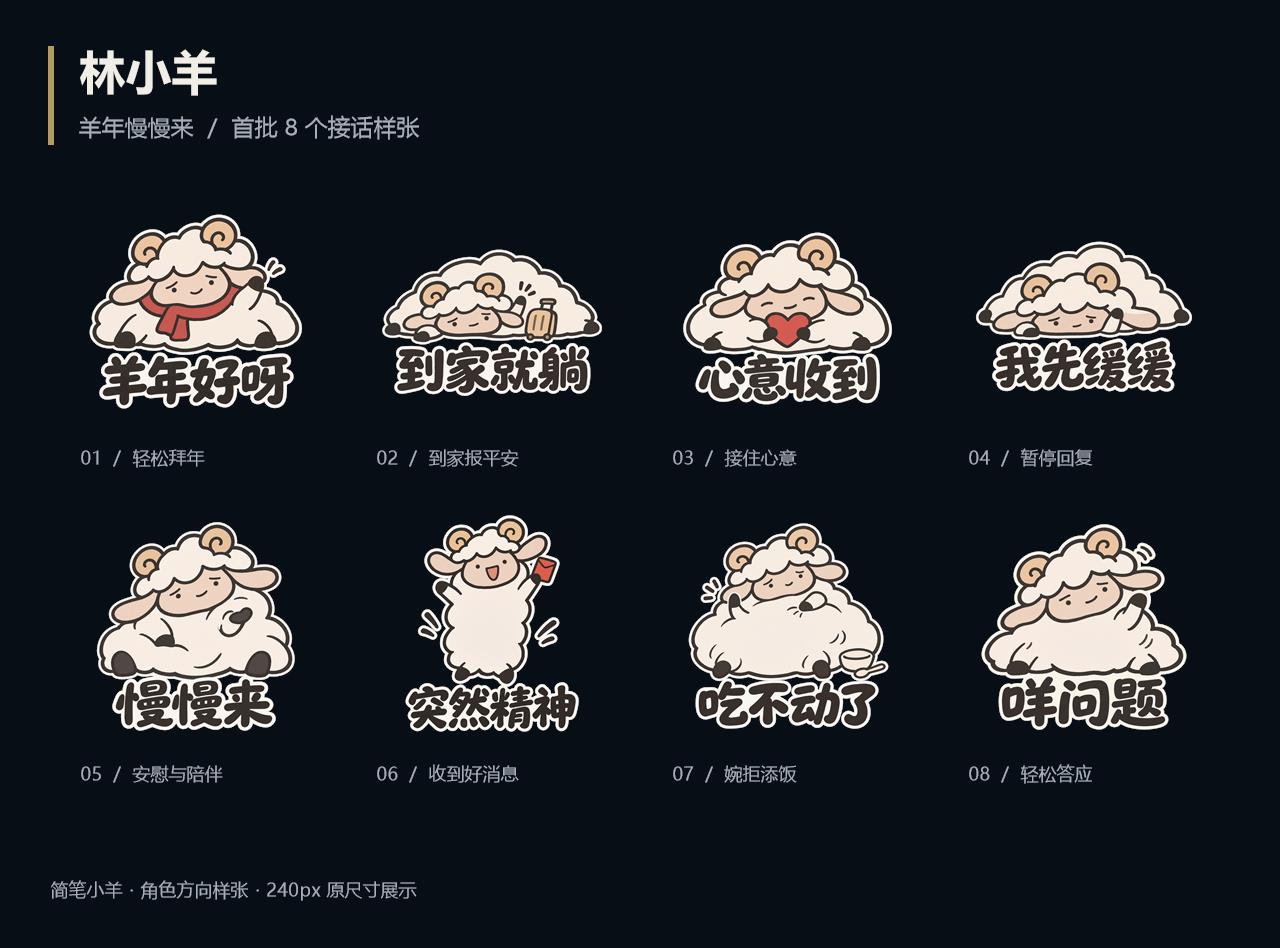 林小羊
羊年慢慢来 / 首批 8 个接话样张
羊年好呀
到家就躺
心意收到
我先缓缓
01 / 轻松拜年
02 / 到家报平安
03 / 接住心意
04 / 暂停回复
慢慢来
突然精神
吃不动了
咩问题
05 / 安慰与陪伴
06 / 收到好消息
07 / 婉拒添饭
08 / 轻松答应
简笔小羊 · 角色方向样张 · 240px 原尺寸展示